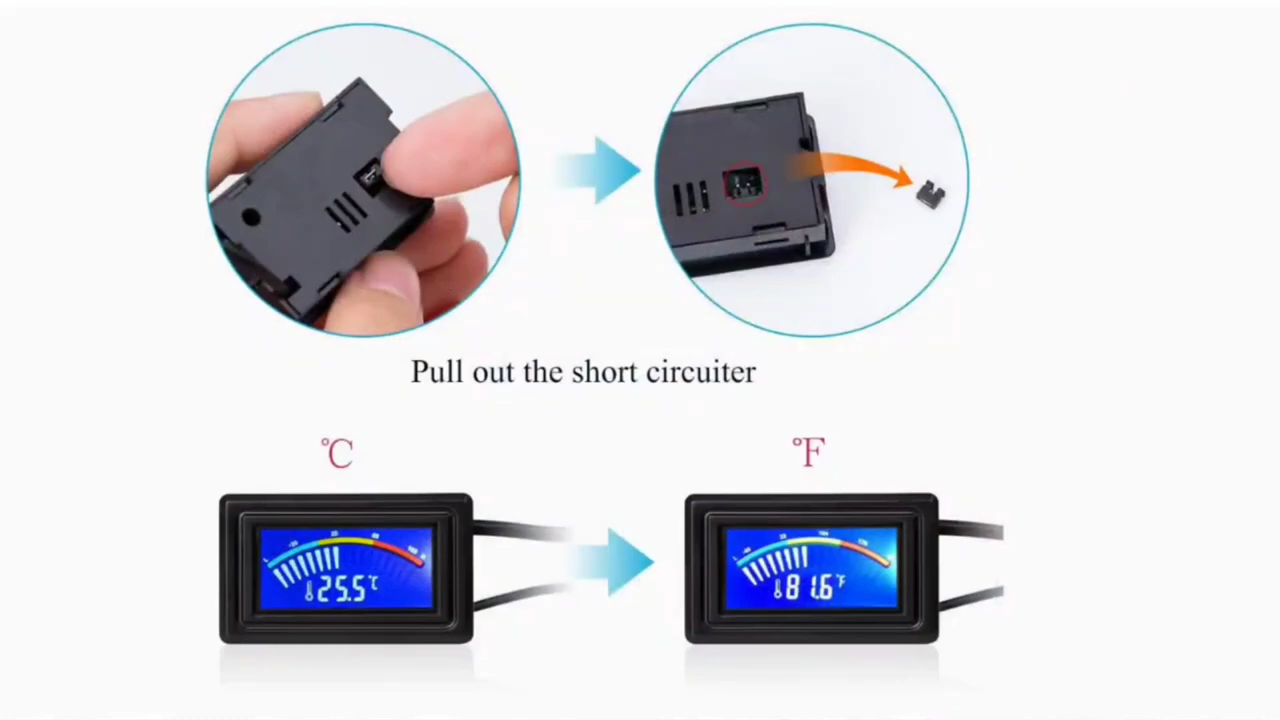 Pull out the short circuiter
℃
℉
25.5℃
81.6℉